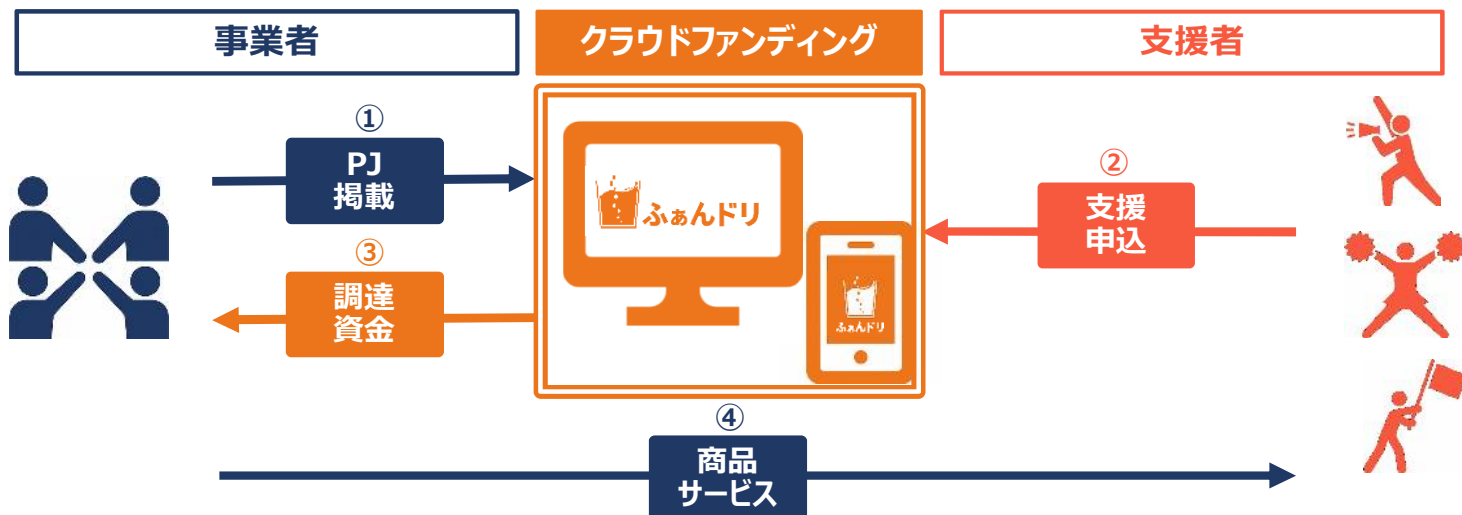 事業者
クラウドファンディング
支援者
①
PJ
掲載
②
支援
申込
ふぁんドリ
③
調達
資金
ふぁんドリ
④
商品
サービス